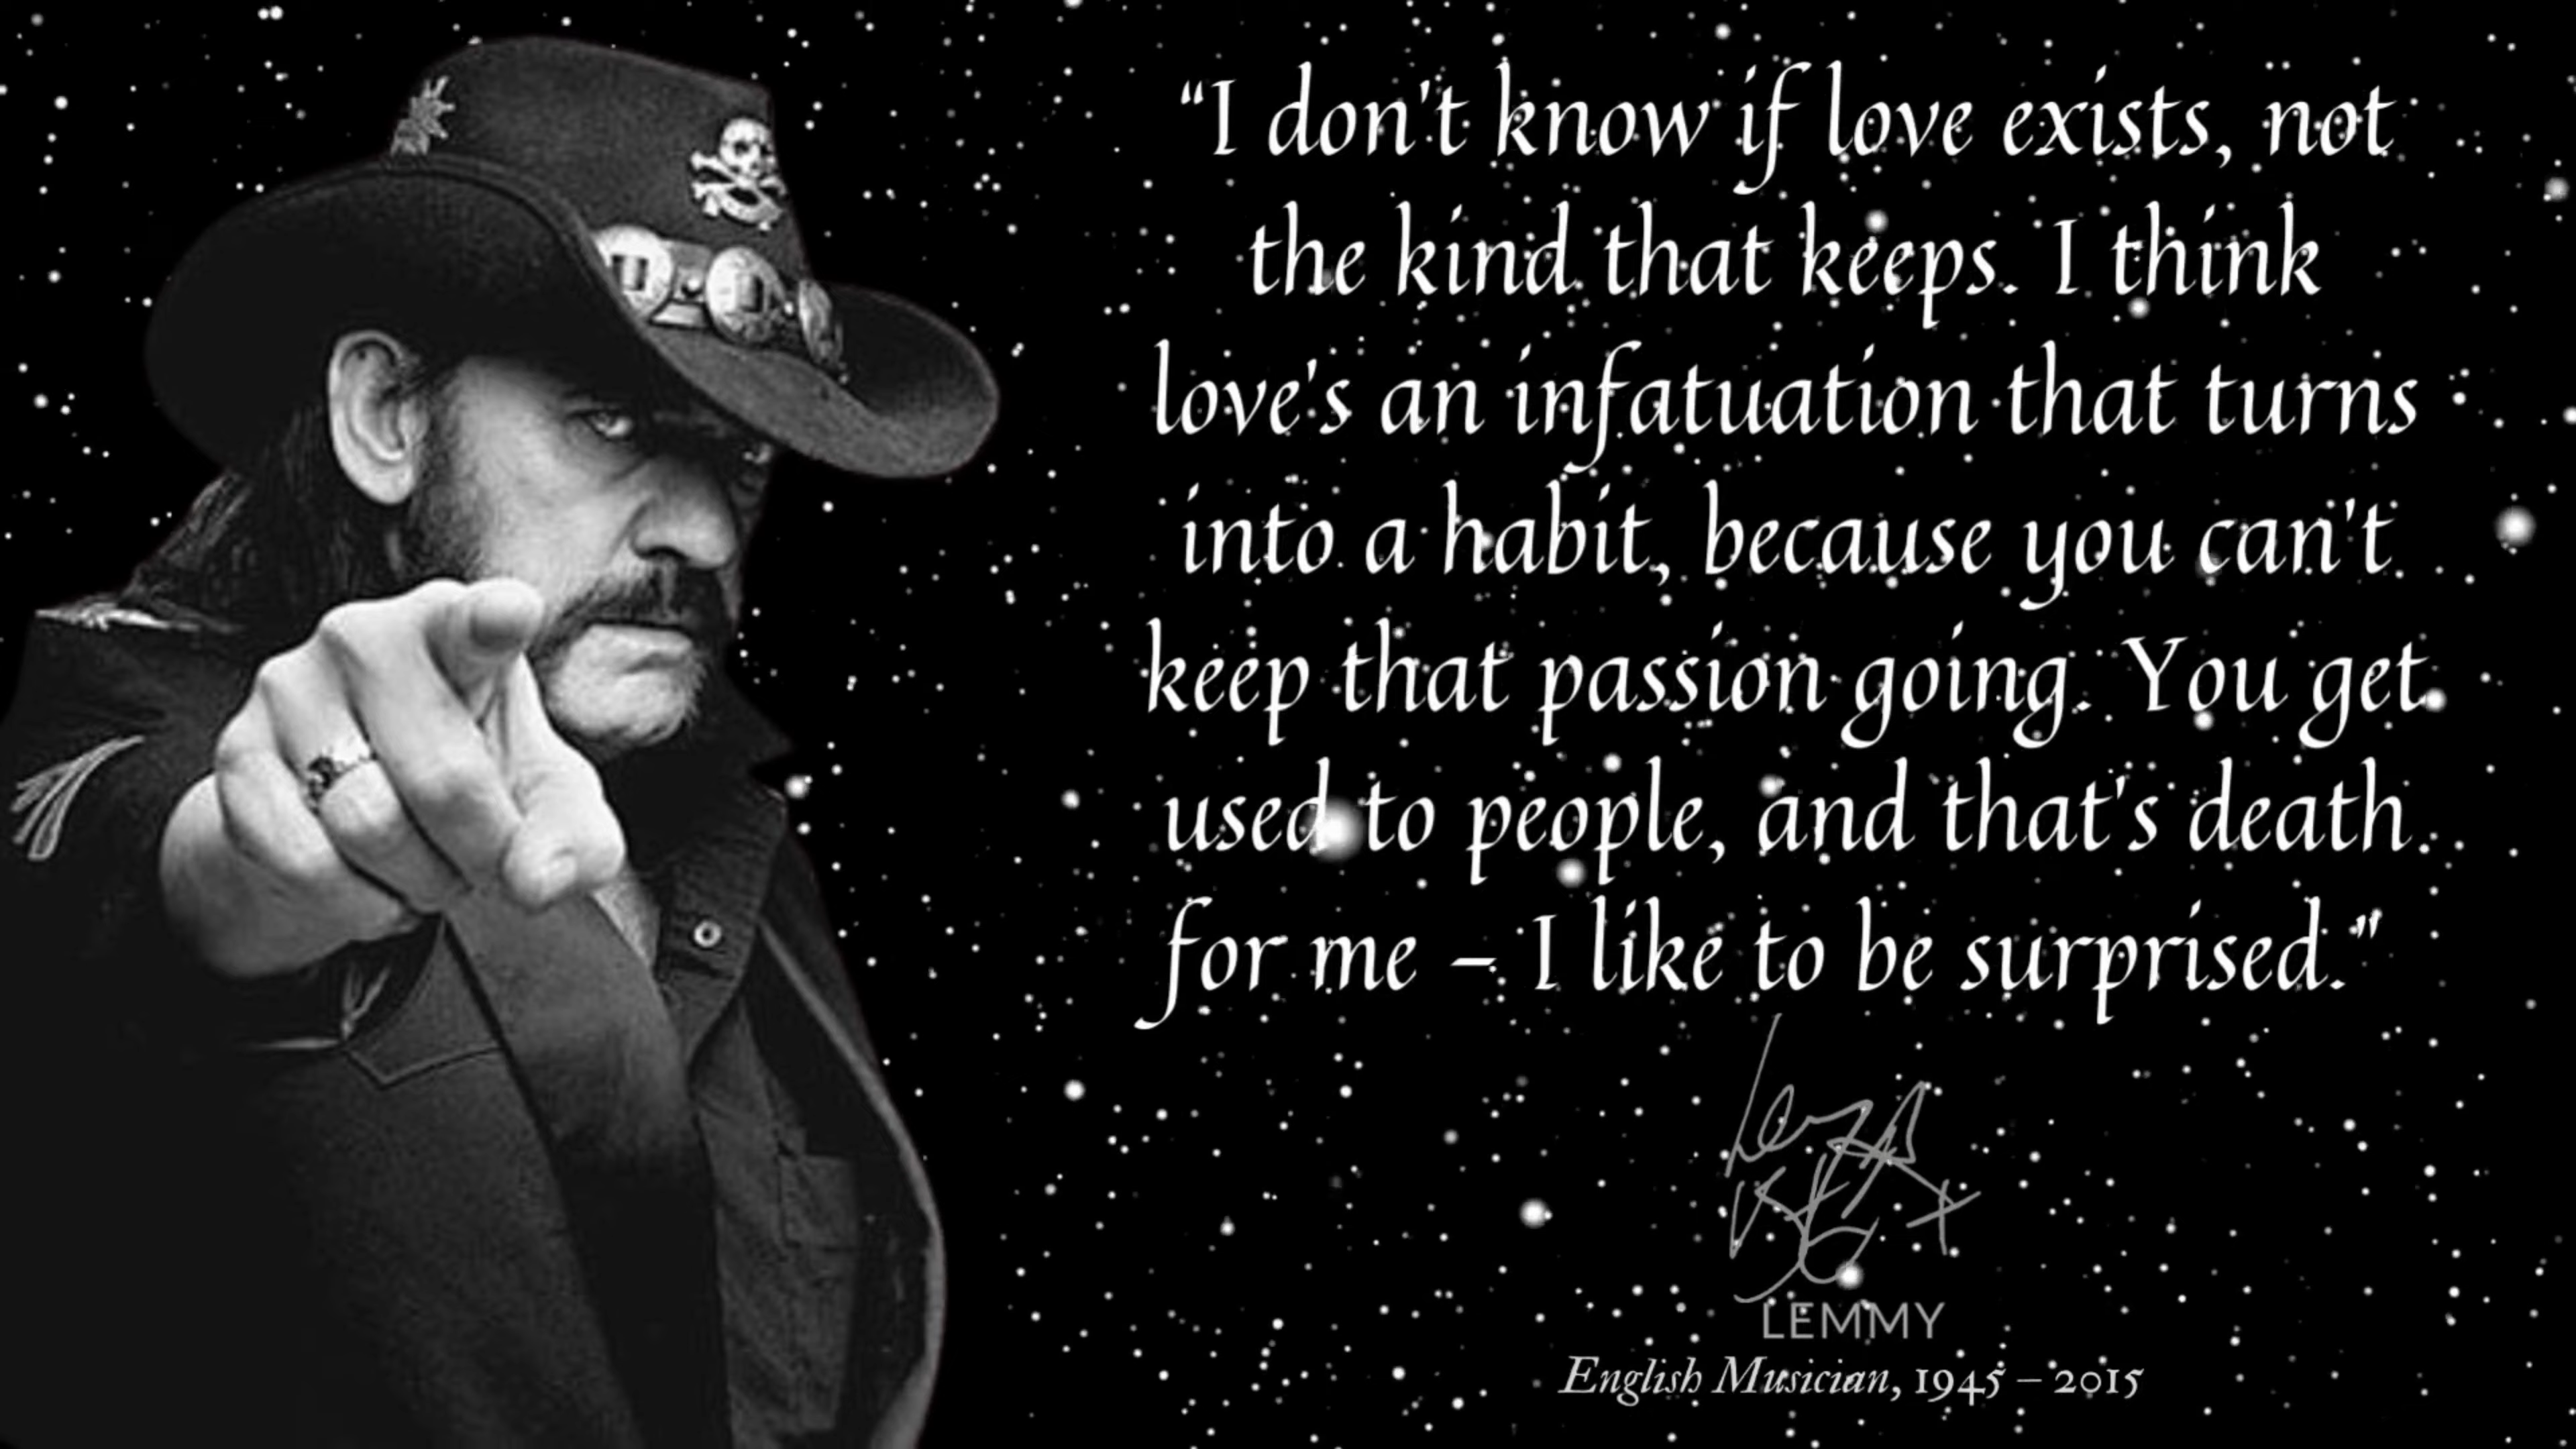 “I don't know if love exists, not
the kind that keeps. I think
love's an infatuation that turns
into a habit, because you can't
keep that passion going. You get
used to people, and that's death
for me – I like to be surprised."
LEMMY
English Musician, 1945 – 2015